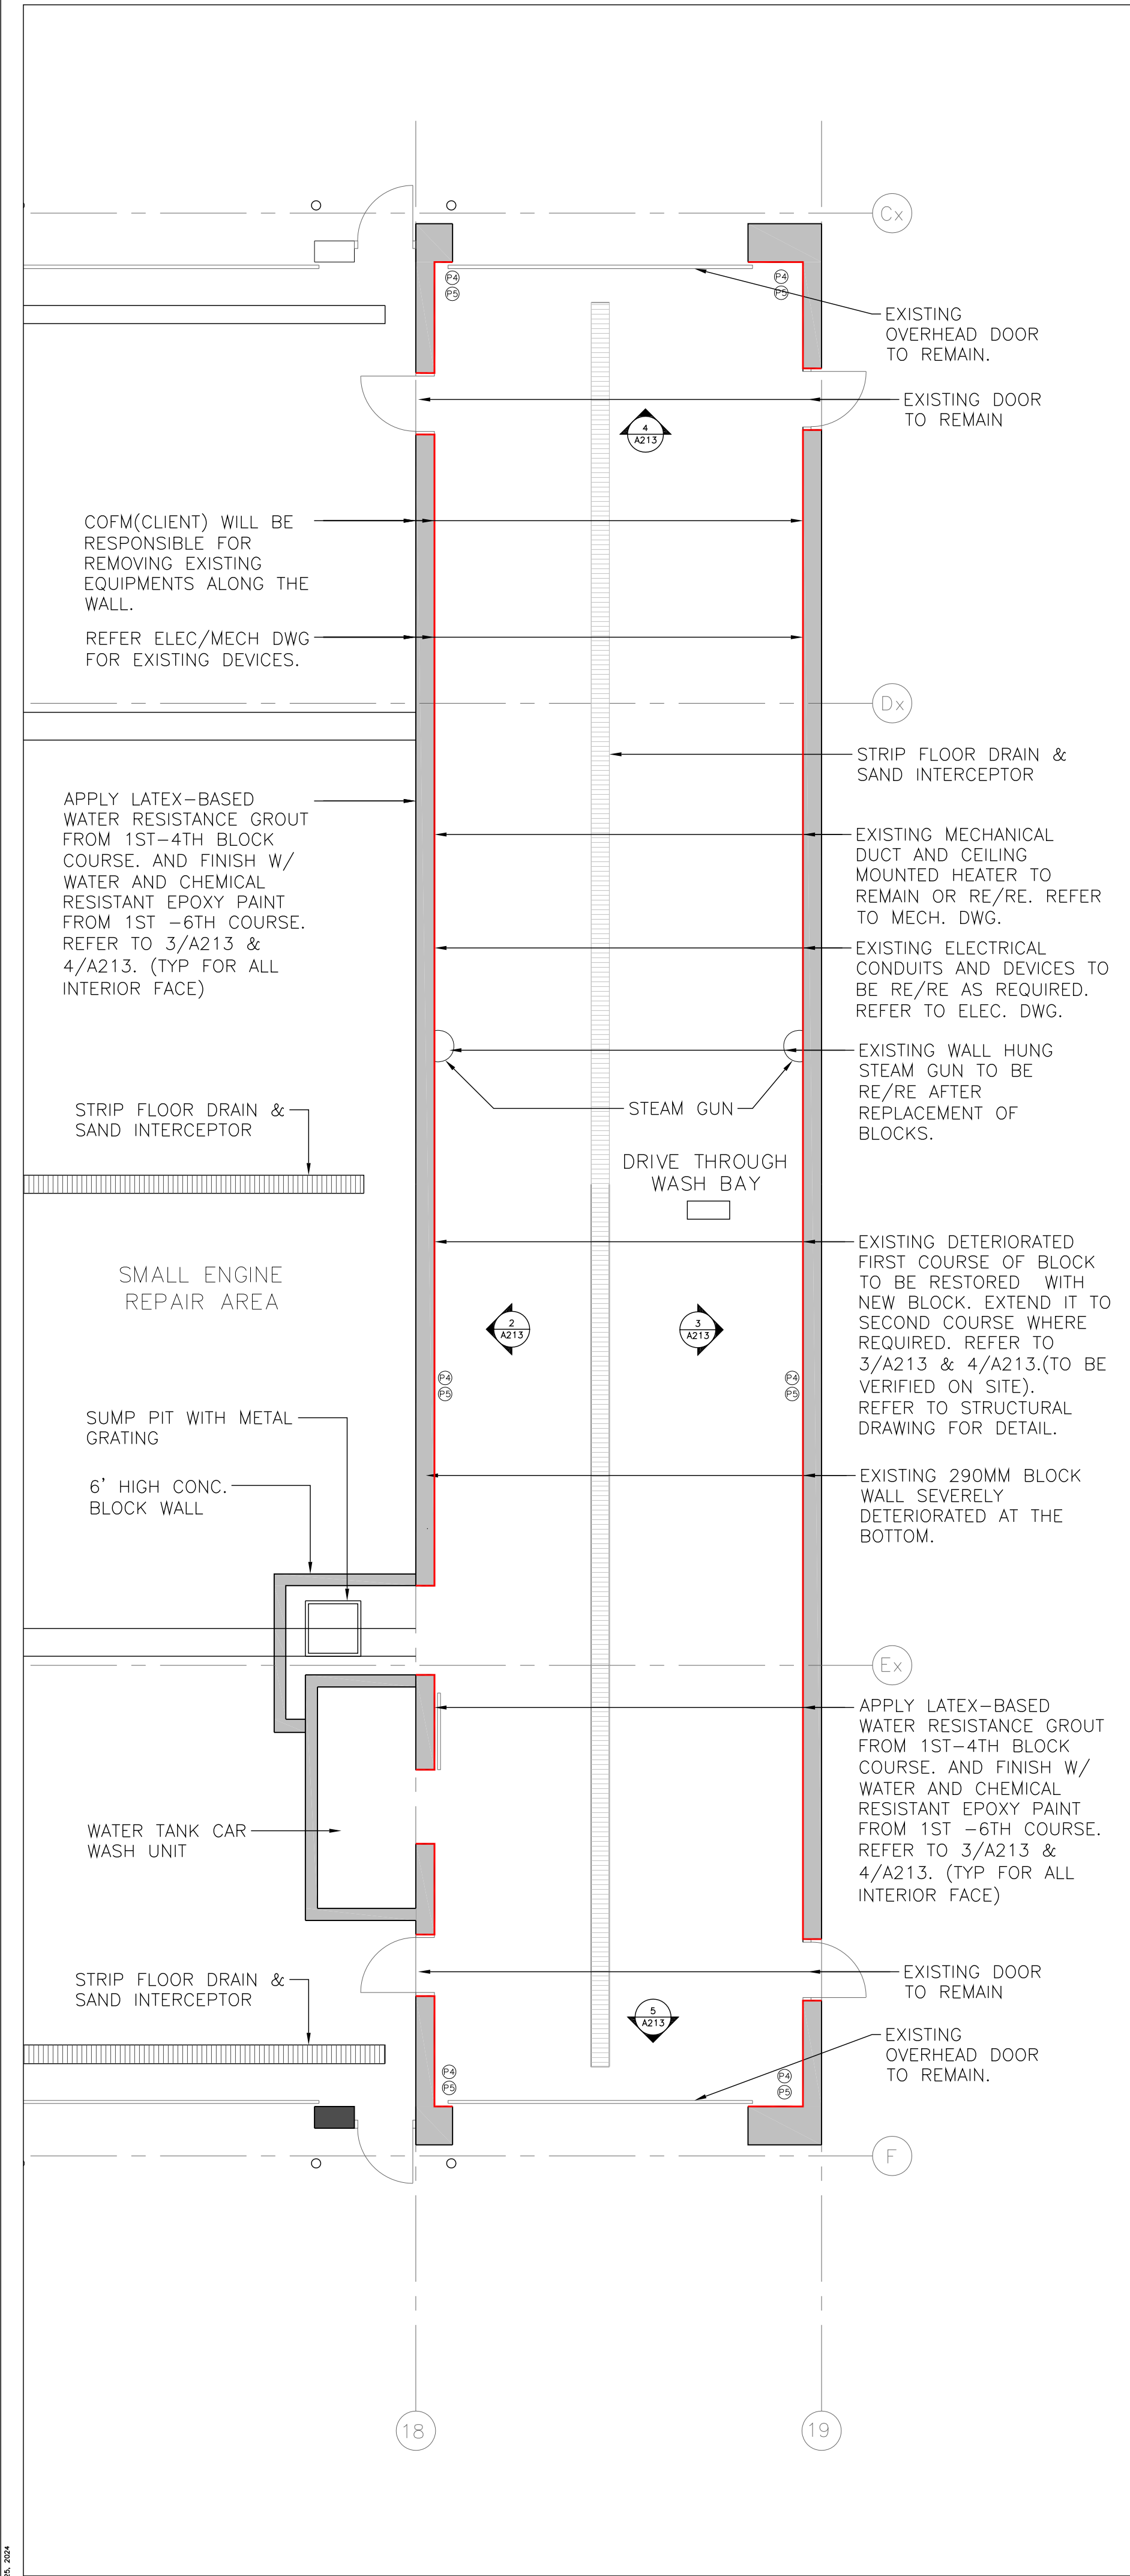 Cx
P4
P5
P4
P5
EXISTING
OVERHEAD DOOR
TO REMAIN.
EXISTING DOOR
TO REMAIN
4
A213
COFM(CLIENT) WILL BE
RESPONSIBLE FOR
REMOVING EXISTING
EQUIPMENTS ALONG THE
WALL.
REFER ELEC/MECH DWG
FOR EXISTING DEVICES.
Dx
STRIP FLOOR DRAIN &
SAND INTERCEPTOR
APPLY LATEX-BASED
WATER RESISTANCE GROUT
FROM 1ST-4TH BLOCK
COURSE. AND FINISH W/
WATER AND CHEMICAL
RESISTANT EPOXY PAINT
FROM 1ST -6TH COURSE.
REFER TO 3/A213 &
4/A213. (TYP FOR ALL
INTERIOR FACE)
EXISTING MECHANICAL
DUCT AND CEILING
MOUNTED HEATER TO
REMAIN OR RE/RE. REFER
TO MECH. DWG.
EXISTING ELECTRICAL
CONDUITS AND DEVICES TO
BE RE/RE AS REQUIRED.
REFER TO ELEC. DWG.
EXISTING WALL HUNG
STEAM GUN TO BE
RE/RE AFTER
REPLACEMENT OF
BLOCKS.
STEAM GUN
STRIP FLOOR DRAIN &
SAND INTERCEPTOR
DRIVE THROUGH
WASH BAY
SMALL ENGINE
REPAIR AREA
EXISTING DETERIORATED
FIRST COURSE OF BLOCK
TO BE RESTORED WITH
NEW BLOCK. EXTEND IT TO
SECOND COURSE WHERE
REQUIRED. REFER TO
3/A213 & 4/A213.(TO BE
VERIFIED ON SITE).
REFER TO STRUCTURAL
DRAWING FOR DETAIL.
2
A213
3
A213
P4
P5
P4
P5
SUMP PIT WITH METAL
GRATING
6' HIGH CONC.
BLOCK WALL
EXISTING 290MM BLOCK
WALL SEVERELY
DETERIORATED AT THE
BOTTOM.
Ex
APPLY LATEX-BASED
WATER RESISTANCE GROUT
FROM 1ST-4TH BLOCK
COURSE. AND FINISH W/
WATER AND CHEMICAL
RESISTANT EPOXY PAINT
FROM 1ST -6TH COURSE.
REFER TO 3/A213 &
4/A213. (TYP FOR ALL
INTERIOR FACE)
WATER TANK CAR
WASH UNIT
STRIP FLOOR DRAIN &
SAND INTERCEPTOR
EXISTING DOOR
TO REMAIN
5
A213
EXISTING
OVERHEAD DOOR
TO REMAIN.
P4
P5
P4
P5
F
18
19
25, 2024